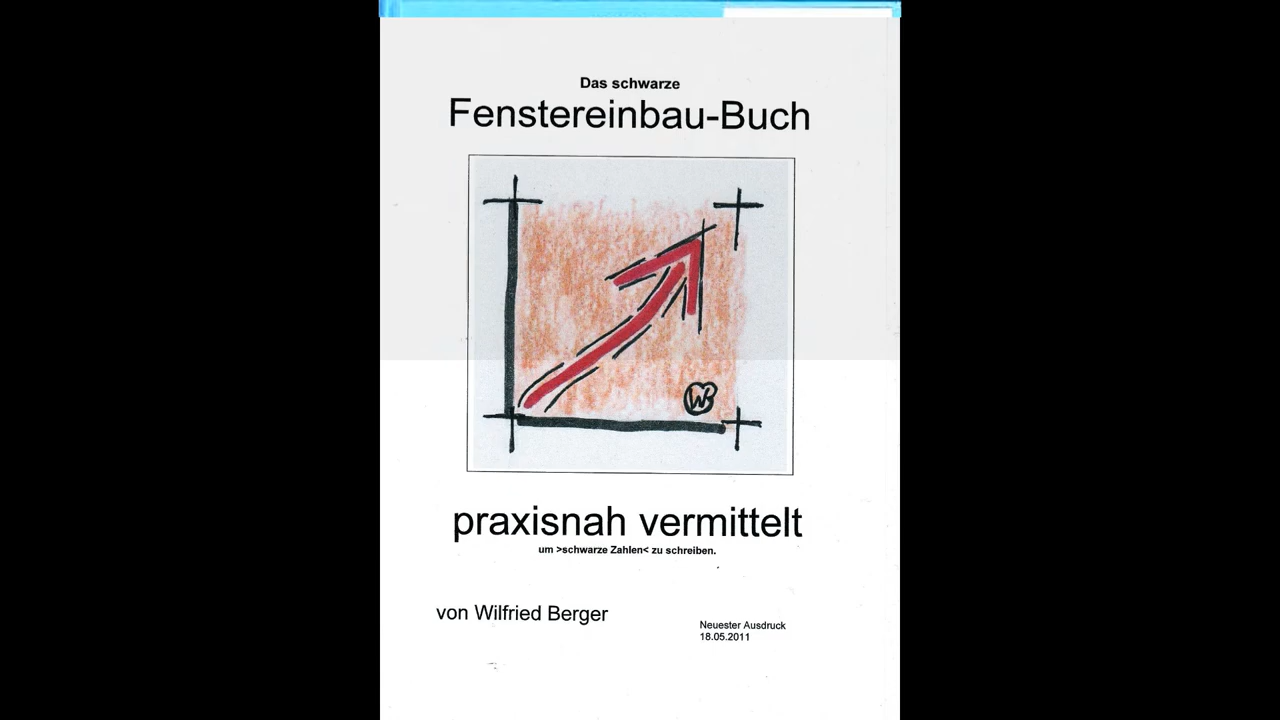 Das schwarze
Fenstereinbau-Buch
WB
praxisnah vermittelt
um >schwarze Zahlen< zu schreiben.
von Wilfried Berger
Neuester Ausdruck
18.05.2011